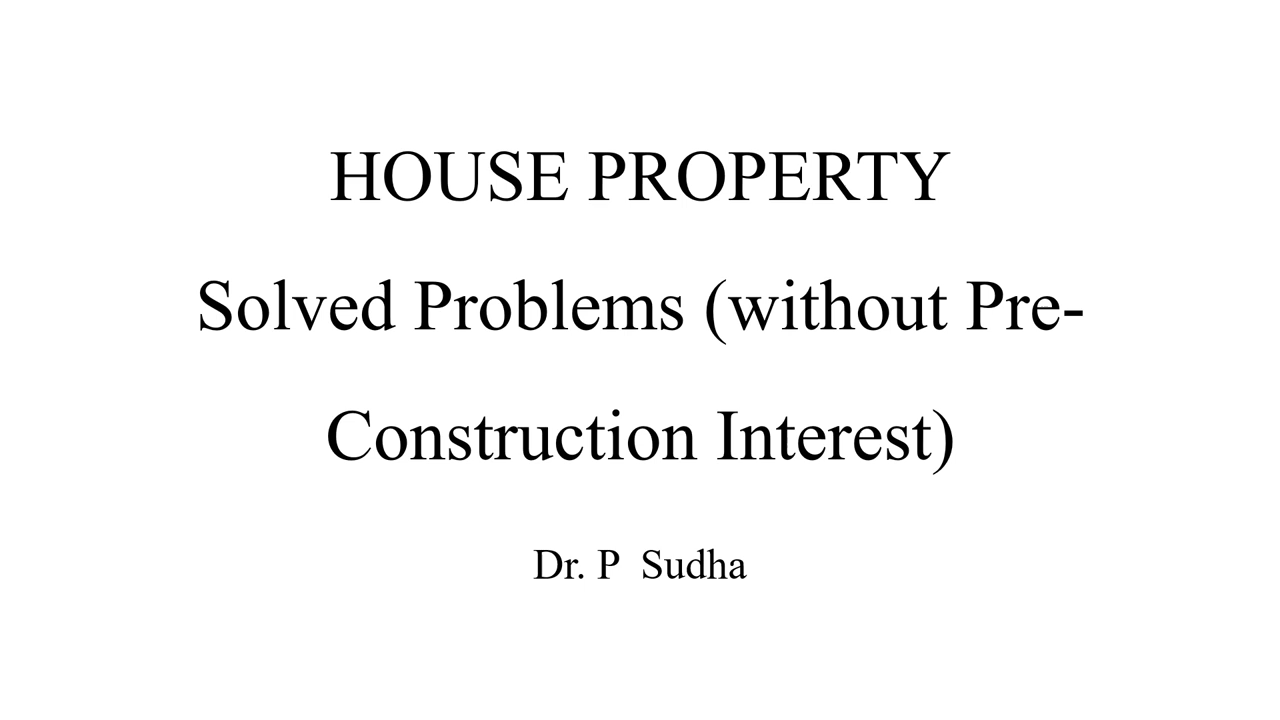 HOUSE PROPERTY
Solved Problems (without Pre-
Construction Interest)
Dr. P  Sudha